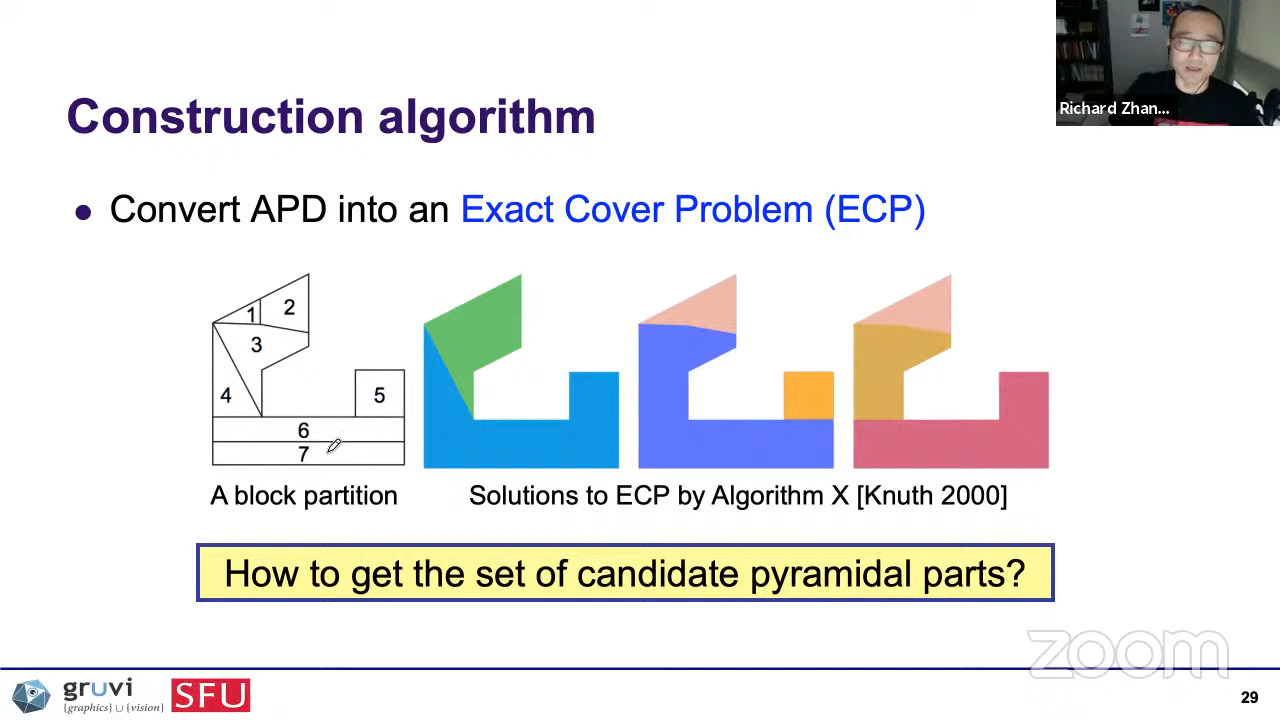 Richard Zhan...
Construction algorithm
Convert APD into an Exact Cover Problem (ECP)
1
2
3
4
5
6
7
A block partition
Solutions to ECP by Algorithm X [Knuth 2000]
How to get the set of candidate pyramidal parts?
zoom
gruvi
{graphics} ∪ {vision}
SFU
29